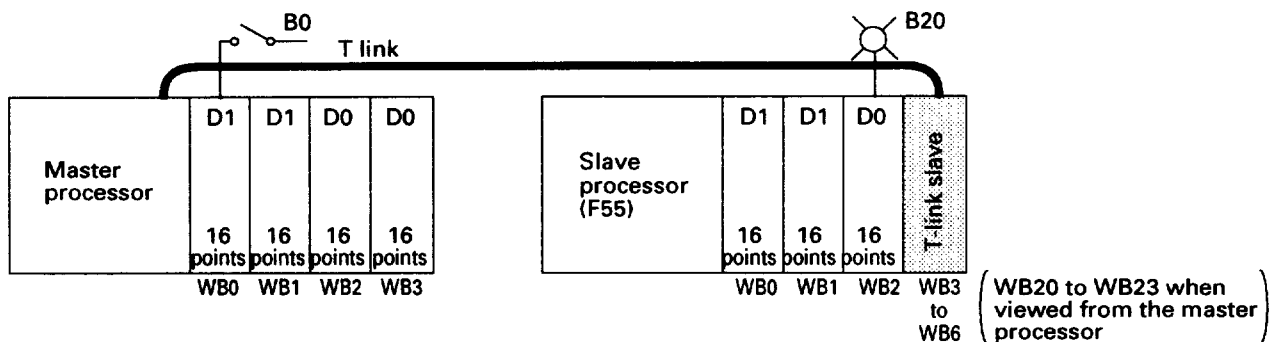 B0
B20
T link
D1 D1 D0 D0
D1 D1 D0
Master
processor
Slave
processor
(F55)
T-link slave
16 16 16 16
points points points points
16 16 16
points points points
WB0 WB1 WB2 WB3
WB0 WB1 WB2 WB3
to
WB6
WB20 to WB23 when
viewed from the master
processor